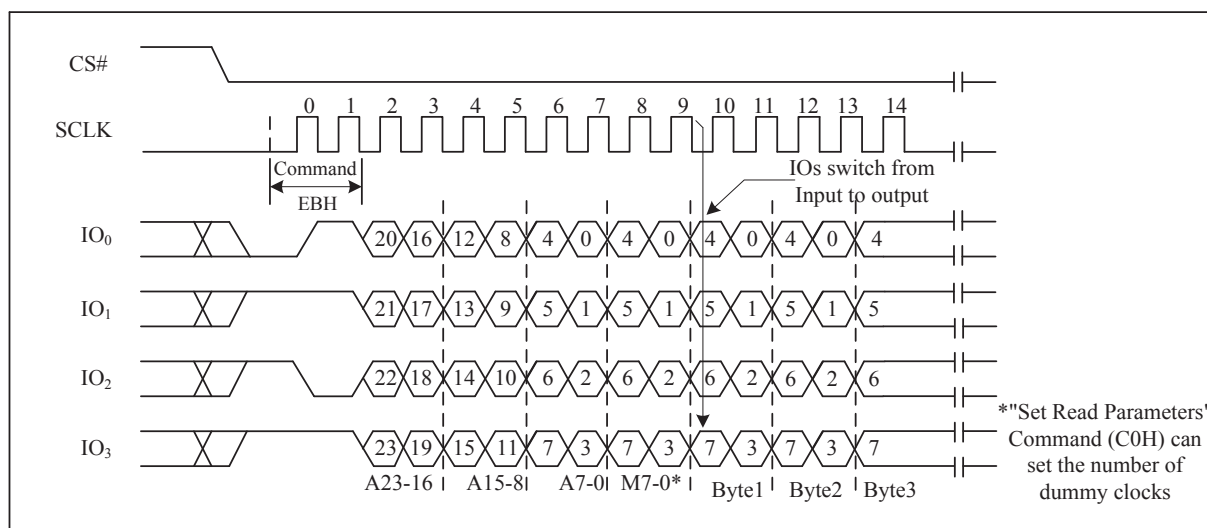 CS#
0 1 2 3 4 5 6 7 8 9 10 11 12 13 14
SCLK
Command
EBH
IOs switch from
Input to output
IO0 20 16 12 8 4 0 4 0 4 0 4 0 4
IO1 21 17 13 9 5 1 5 1 5 1 5 1 5
IO2 22 18 14 10 6 2 6 2 6 2 6 2 6
IO3 23 19 15 11 7 3 7 3 7 3 7 3 7
A23-16 A15-8 A7-0 M7-0* Byte1 Byte2 Byte3
*"Set Read Parameters"
Command (C0H) can
set the number of
dummy clocks